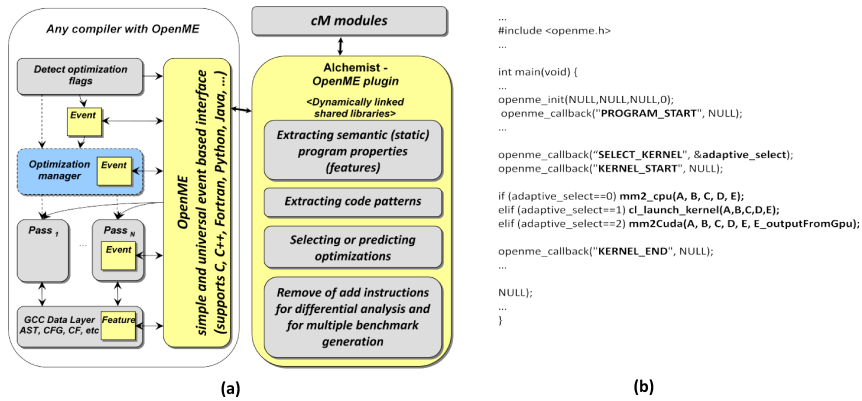 Any compiler with OpenME
Detect optimization
flags
Event
Optimization
manager
Event
Pass 1
...
Pass N
Event
GCC Data Layer
AST, CFG, CF, etc
Feature
OpenME
simple and universal event based interface
(supports C, C++, Fortran, Python, Java, ...)
cM modules
Alchemist -
OpenME plugin
<Dynamically linked
shared libraries>
Extracting semantic (static)
program properties
(features)
Extracting code patterns
Selecting or predicting
optimizations
Remove of add instructions
for differential analysis and
for multiple benchmark
generation
(a)
...
#include <openme.h>
...
int main(void) {
...
openme_init(NULL,NULL,NULL,0);
openme_callback("PROGRAM_START", NULL);
...
openme_callback("SELECT_KERNEL", &adaptive_select);
openme_callback("KERNEL_START", NULL);
if (adaptive_select==0) mm2_cpu(A, B, C, D, E);
elif (adaptive_select==1) cl_launch_kernel(A,B,C,D,E);
elif (adaptive_select==2) mm2Cuda(A, B, C, D, E, E_outputFromGpu);
openme_callback("KERNEL_END", NULL);
...
NULL);
...
}
(b)